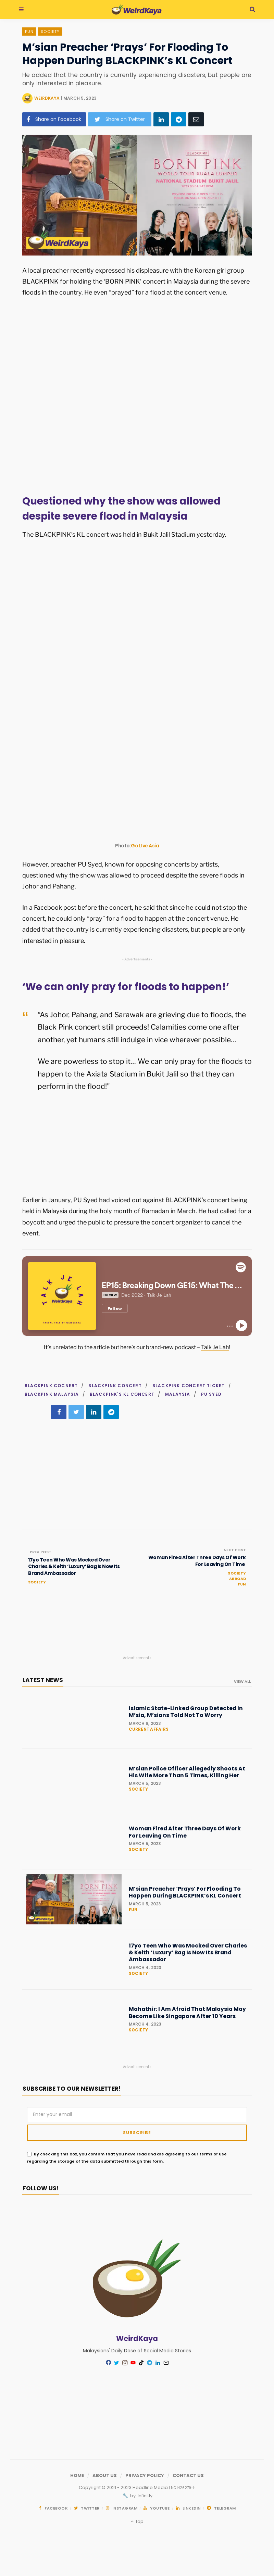 WeirdKaya
FUN SOCIETY
M’sian Preacher ‘Prays’ For Flooding To
Happen During BLACKPINK’s KL Concert
He added that the country is currently experiencing disasters, but people are
only interested in pleasure.
WEIRDKAYA | MARCH 5, 2023
Share on Facebook Share on Twitter
BLACKPINK
BORN PINK
WORLD TOUR KUALA LUMPUR
NATIONAL STADIUM BUKIT JALIL
WeirdKaya
A local preacher recently expressed his displeasure with the Korean girl group
BLACKPINK for holding the ‘BORN PINK’ concert in Malaysia during the severe
floods in the country. He even “prayed” for a flood at the concert venue.
Questioned why the show was allowed
despite severe flood in Malaysia
The BLACKPINK’s KL concert was held in Bukit Jalil Stadium yesterday.
Photo:Go Live Asia
However, preacher PU Syed, known for opposing concerts by artists,
questioned why the show was allowed to proceed despite the severe floods in
Johor and Pahang.
In a Facebook post before the concert, he said that since he could not stop the
concert, he could only “pray” for a flood to happen at the concert venue. He
added that the country is currently experiencing disasters, but people are only
interested in pleasure.
- Advertisements -
‘We can only pray for floods to happen!’
“As Johor, Pahang, and Sarawak are grieving due to floods, the
Black Pink concert still proceeds! Calamities come one after
another, yet humans still indulge in vice wherever possible…
We are powerless to stop it… We can only pray for the floods to
happen to the Axiata Stadium in Bukit Jalil so that they can
perform in the flood!”
Earlier in January, PU Syed had voiced out against BLACKPINK’s concert being
held in Malaysia during the holy month of Ramadan in March. He had called for a
boycott and urged the public to pressure the concert organizer to cancel the
event.
TALK JE LAH
WeirdKaya
EP15: Breaking Down GE15: What The ...
PREVIEW Dec 2022 · Talk Je Lah
Follow
It’s unrelated to the article but here’s our brand-new podcast – Talk Je Lah!
BLACKPINK COCNERT / BLACKPINK CONCERT / BLACKPINK CONCERT TICKET /
BLACKPINK MALAYSIA / BLACKPINK'S KL CONCERT / MALAYSIA / PU SYED
PREV POST
17yo Teen Who Was Mocked Over
Charles & Keith ‘Luxury’ Bag Is Now Its
Brand Ambassador
SOCIETY
NEXT POST
Woman Fired After Three Days Of Work
For Leaving On Time
SOCIETY
ABROAD
FUN
- Advertisements -
LATEST NEWS
VIEW ALL
Islamic State-Linked Group Detected In
M’sia, M’sians Told Not To Worry
MARCH 6, 2023
CURRENT AFFAIRS
M’sian Police Officer Allegedly Shoots At
His Wife More Than 5 Times, Killing Her
MARCH 5, 2023
SOCIETY
Woman Fired After Three Days Of Work
For Leaving On Time
MARCH 5, 2023
SOCIETY
BORN PINK
WeirdKaya
M’sian Preacher ‘Prays’ For Flooding To
Happen During BLACKPINK’s KL Concert
MARCH 5, 2023
FUN
17yo Teen Who Was Mocked Over Charles
& Keith ‘Luxury’ Bag Is Now Its Brand
Ambassador
MARCH 4, 2023
SOCIETY
Mahathir: I Am Afraid That Malaysia May
Become Like Singapore After 10 Years
MARCH 4, 2023
SOCIETY
- Advertisements -
SUBSCRIBE TO OUR NEWSLETTER!
Enter your email
SUBSCRIBE
By checking this box, you confirm that you have read and are agreeing to our terms of use
regarding the storage of the data submitted through this form.
FOLLOW US!
WeirdKaya
Malaysians' Daily Dose of Social Media Stories
HOME / ABOUT US / PRIVACY POLICY / CONTACT US
by Infinitly
FACEBOOK TWITTER INSTAGRAM YOUTUBE LINKEDIN TELEGRAM
Top